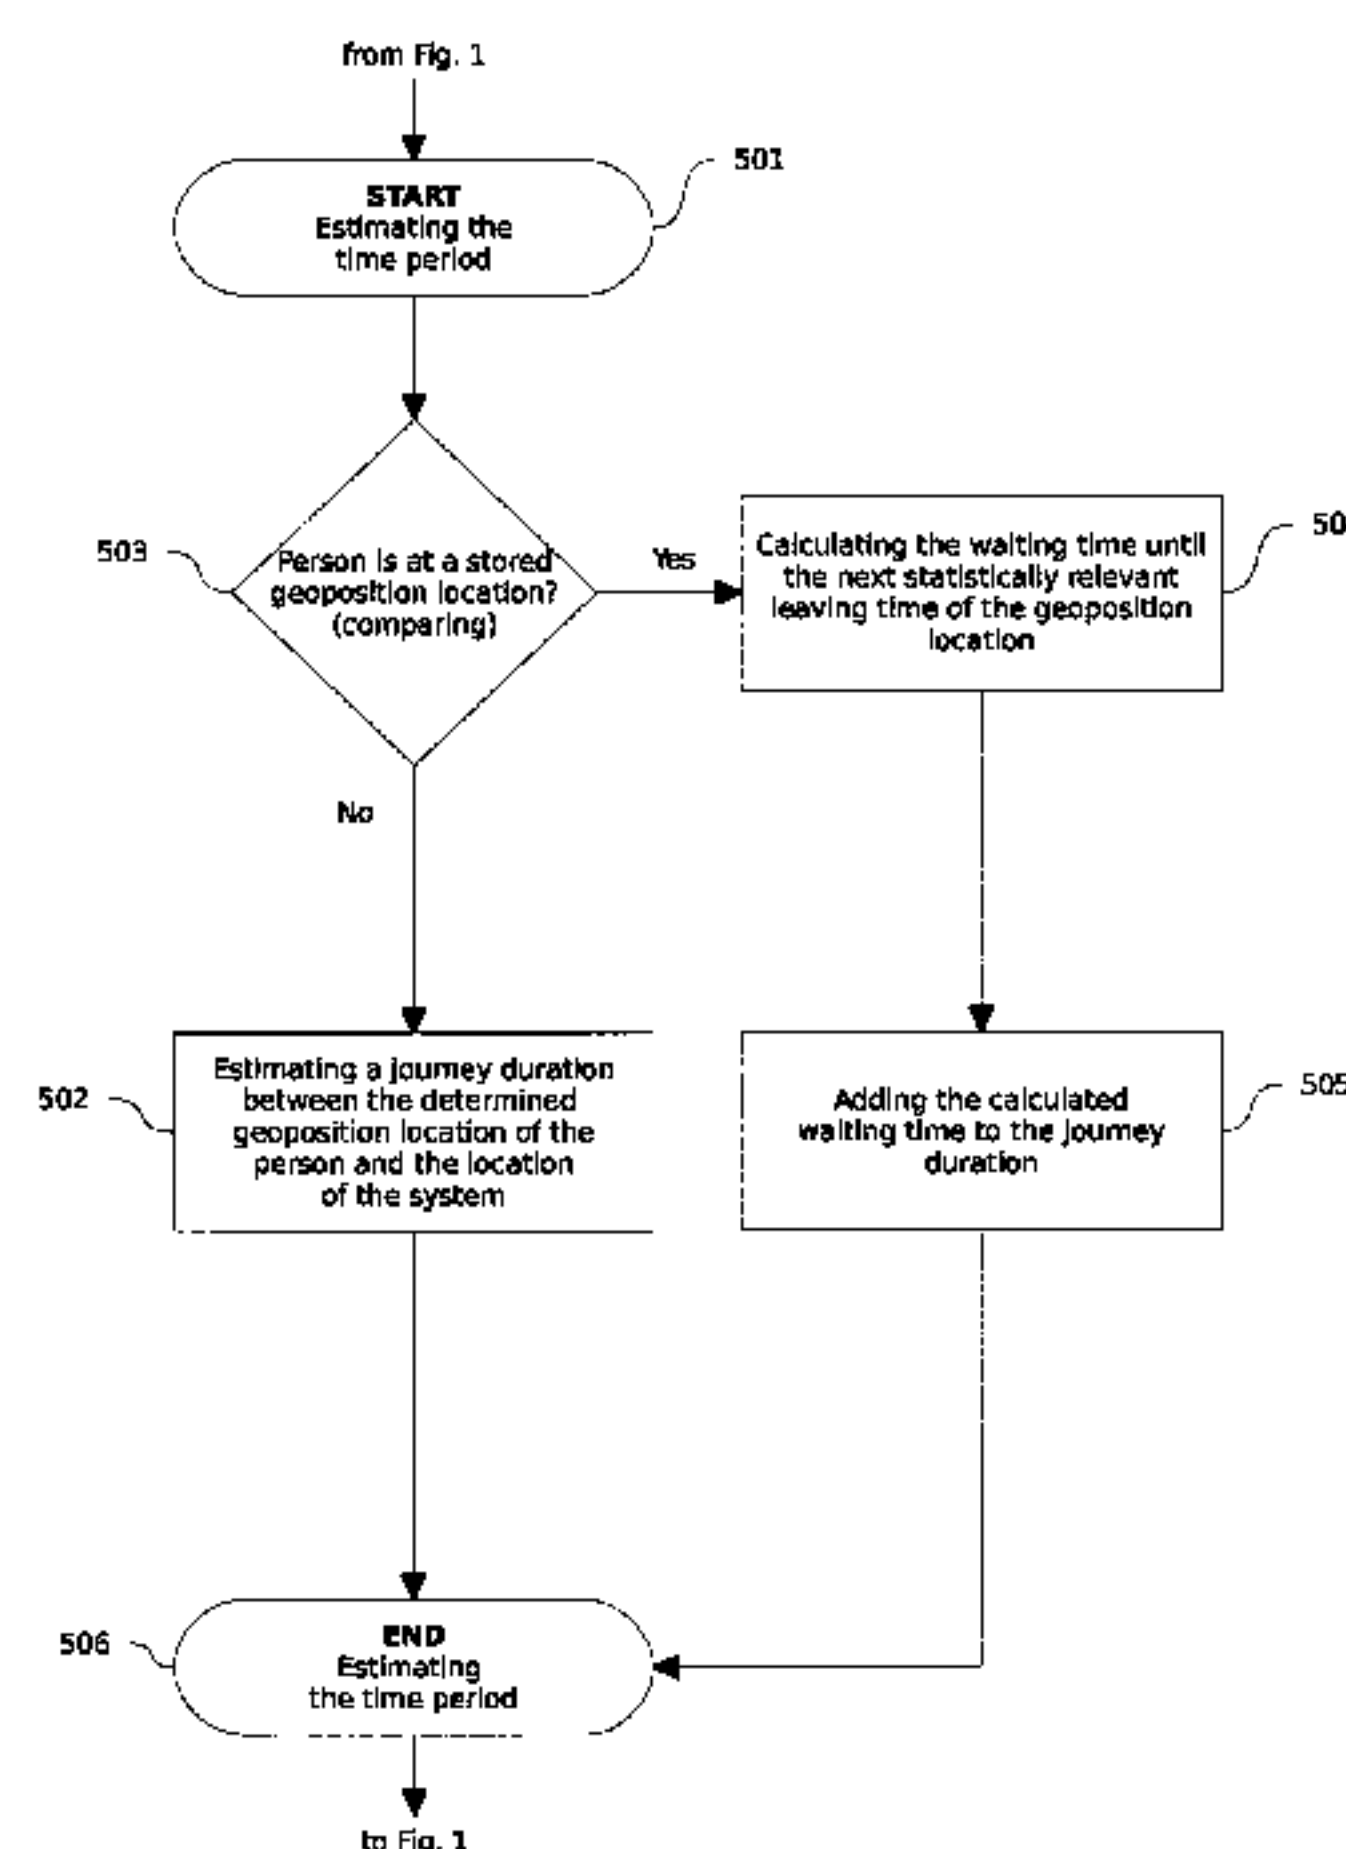 from Fig. 1
501
START
Estimating the
time period
503
Person is at a stored
geoposition location?
(comparing)
Yes
Calculating the waiting time until
the next statistically relevant
leaving time of the geoposition
location
50
No
502
Estimating a journey duration
between the determined
geoposition location of the
person and the location
of the system
Adding the calculated
waiting time to the journey
duration
505
506
END
Estimating
the time period
to Fig. 1